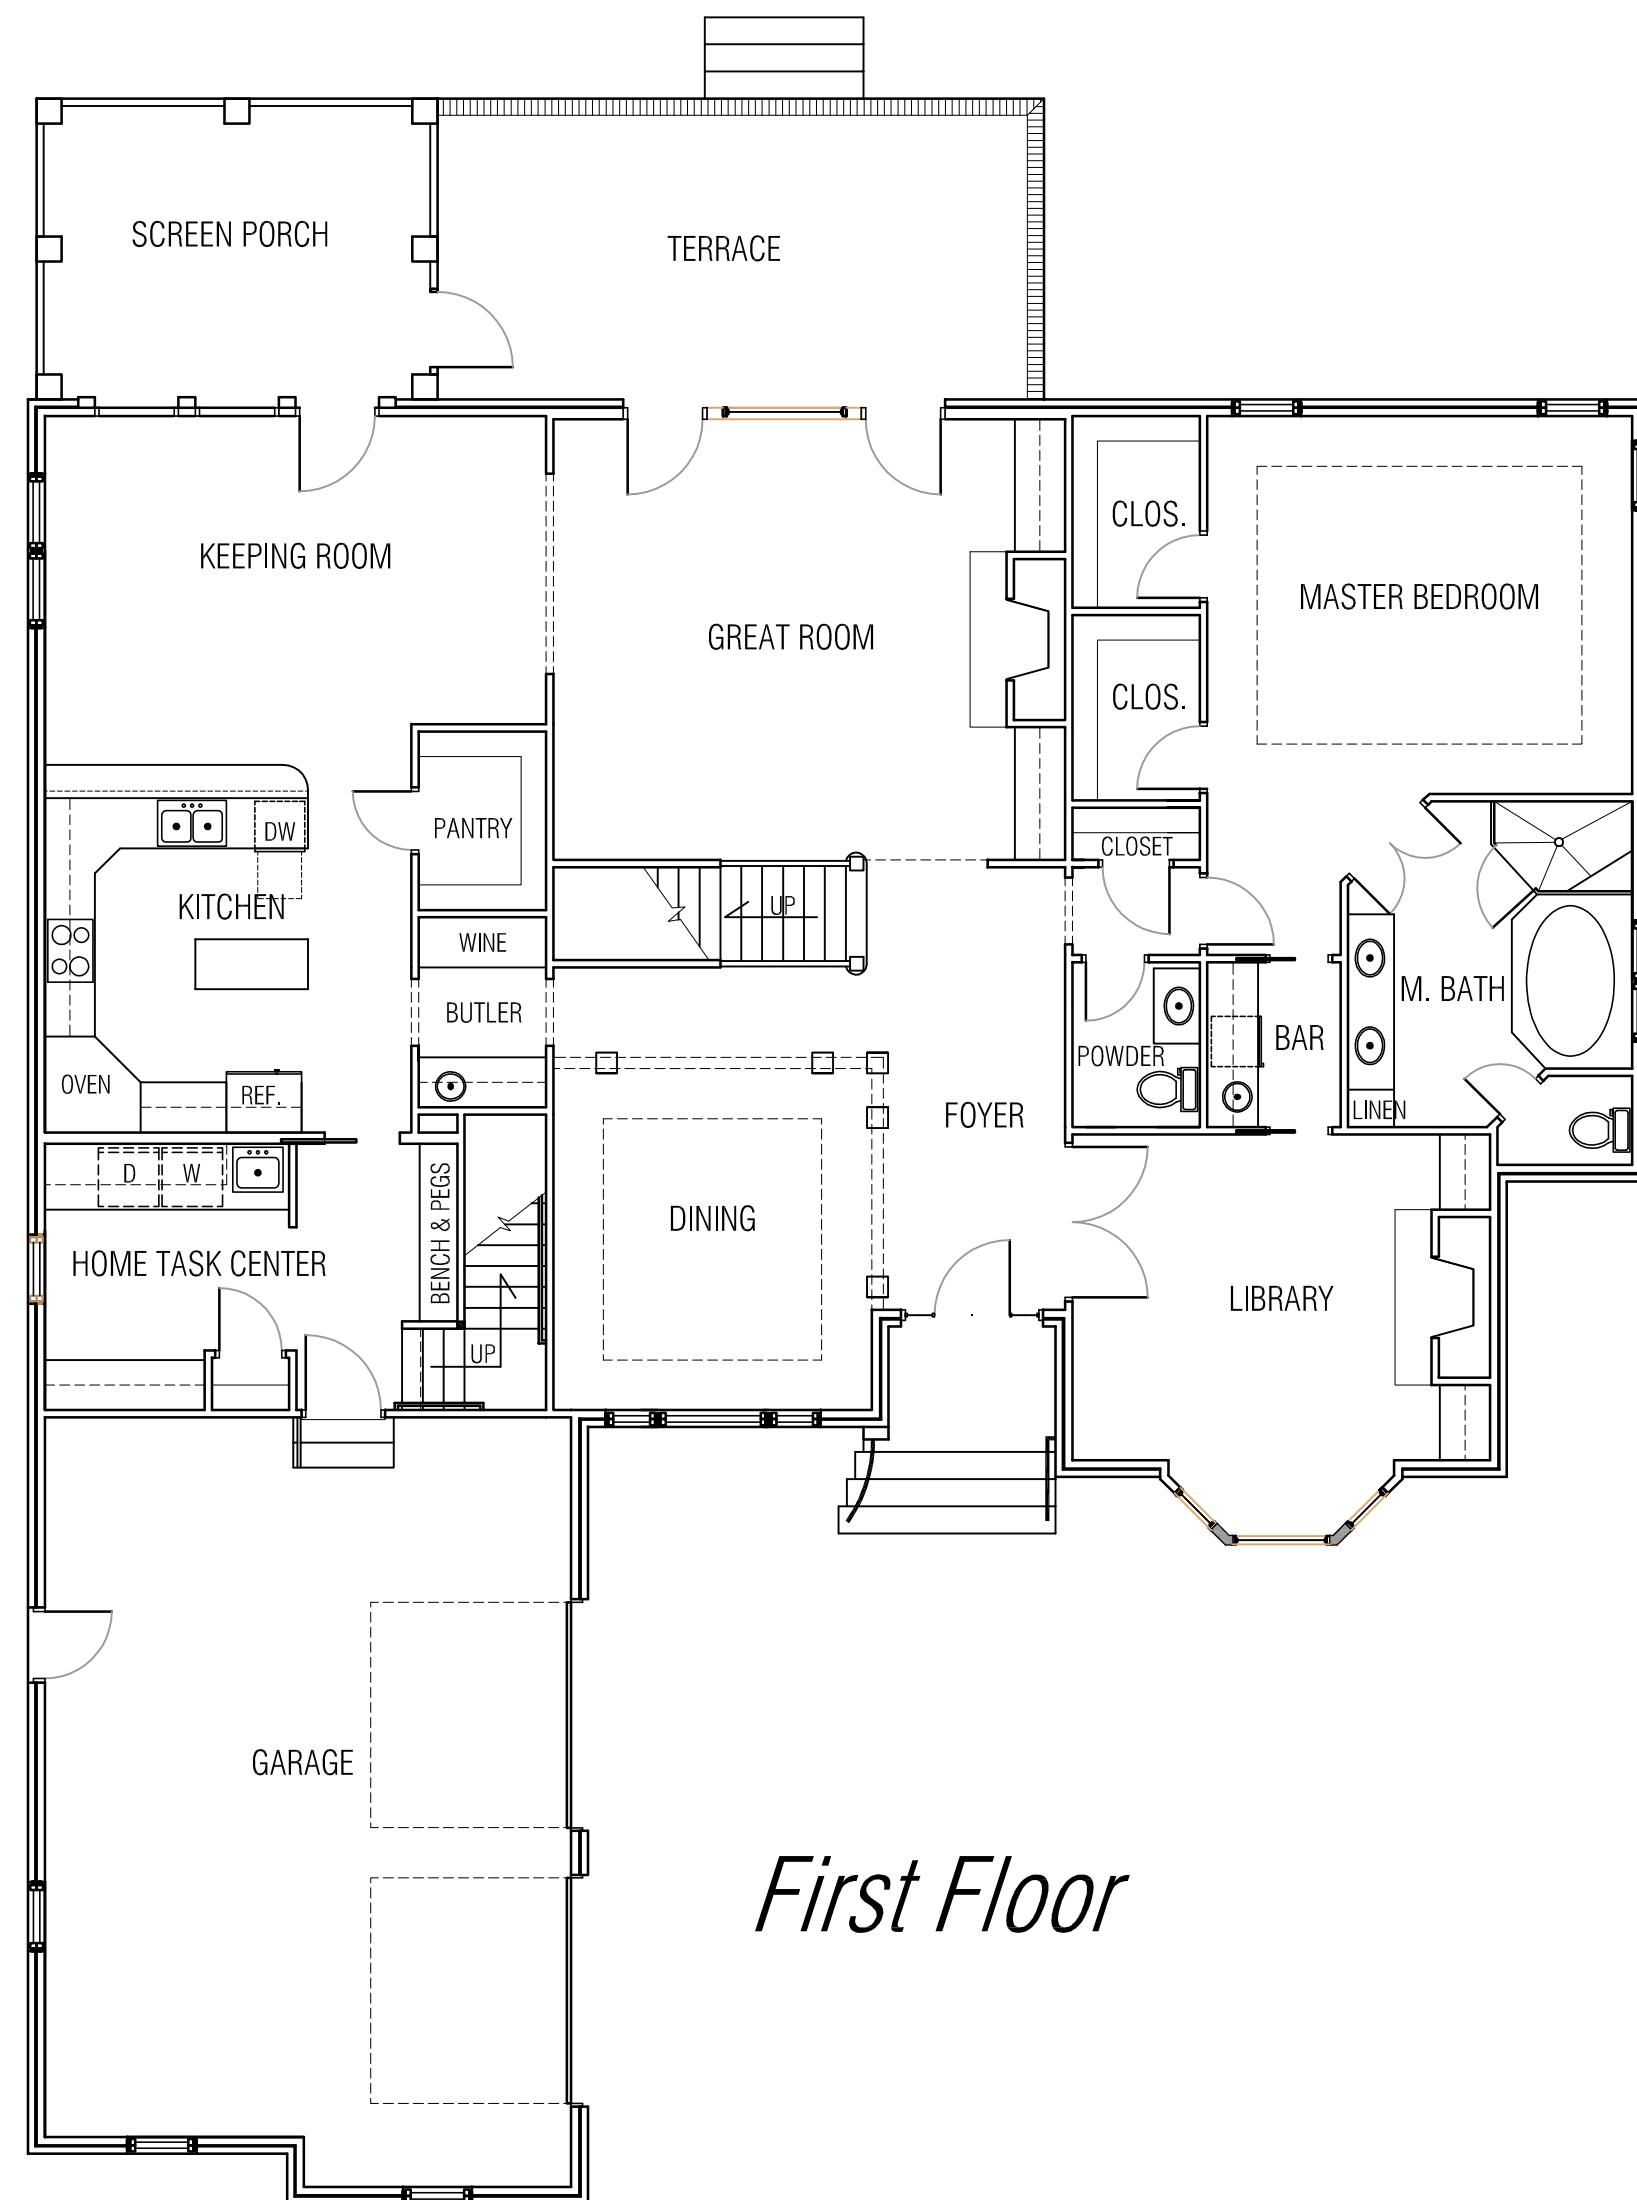 SCREEN PORCH
TERRACE
CLOS.
KEEPING ROOM
MASTER BEDROOM
GREAT ROOM
CLOS.
PANTRY
DW
CLOSET
KITCHEN
UP
WINE
M. BATH
BUTLER
BAR
POWDER
OVEN
REF.
FOYER
LINEN
D
W
BENCH & PEGS
DINING
HOME TASK CENTER
LIBRARY
UP
GARAGE
First Floor